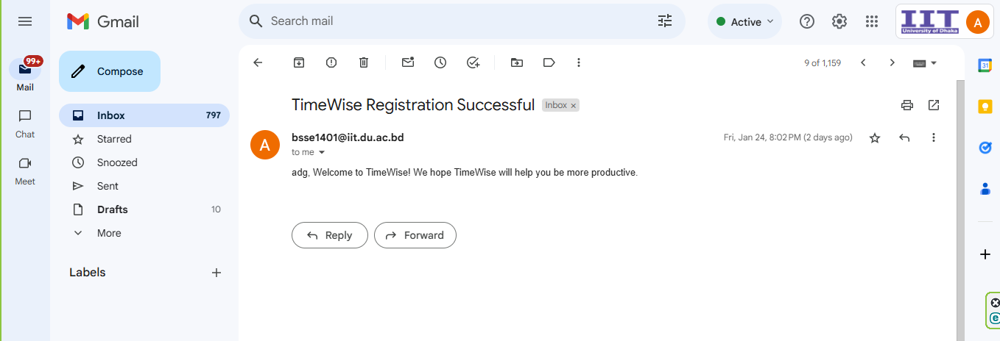 Gmail
Search mail
Active
IIT
University of Dhaka
A
99+
Mail
Chat
Meet
Compose
Inbox 797
Starred
Snoozed
Sent
Drafts 10
More
Labels
9 of 1,159
31
TimeWise Registration Successful Inbox ×
A
bsse1401@iit.du.ac.bd
Fri, Jan 24, 8:02 PM (2 days ago)
to me
adg, Welcome to TimeWise! We hope TimeWise will help you be more productive.
Reply
Forward
e